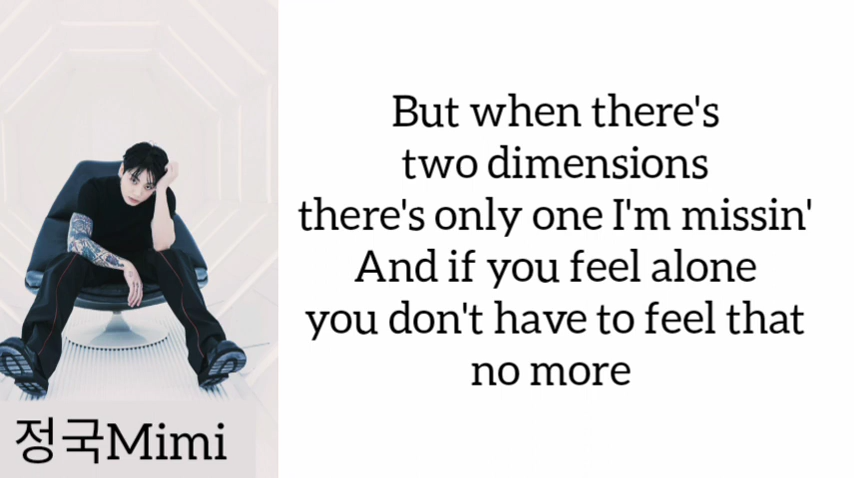 But when there's
two dimensions
there's only one I'm missin'
And if you feel alone
you don't have to feel that
no more
정국Mimi